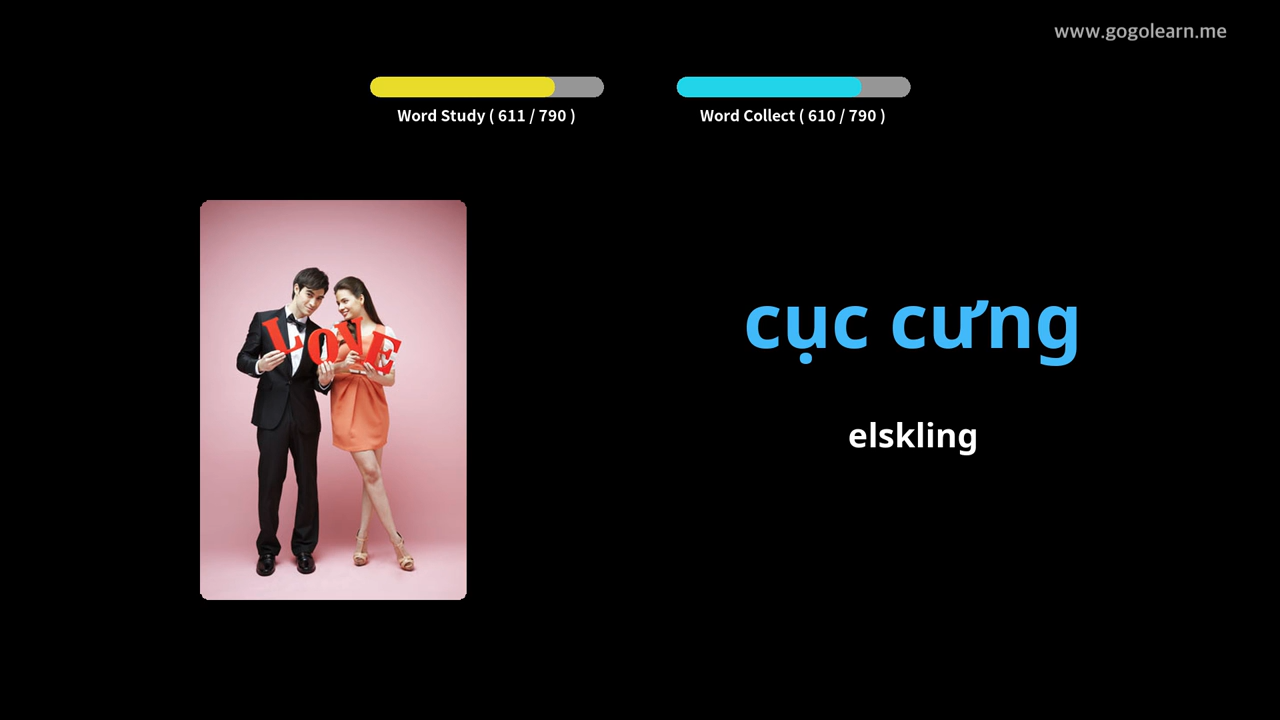 www.gogolearn.me
Word Study ( 611 / 790 )
Word Collect ( 610 / 790 )
LOVE
cục cưng
elskling